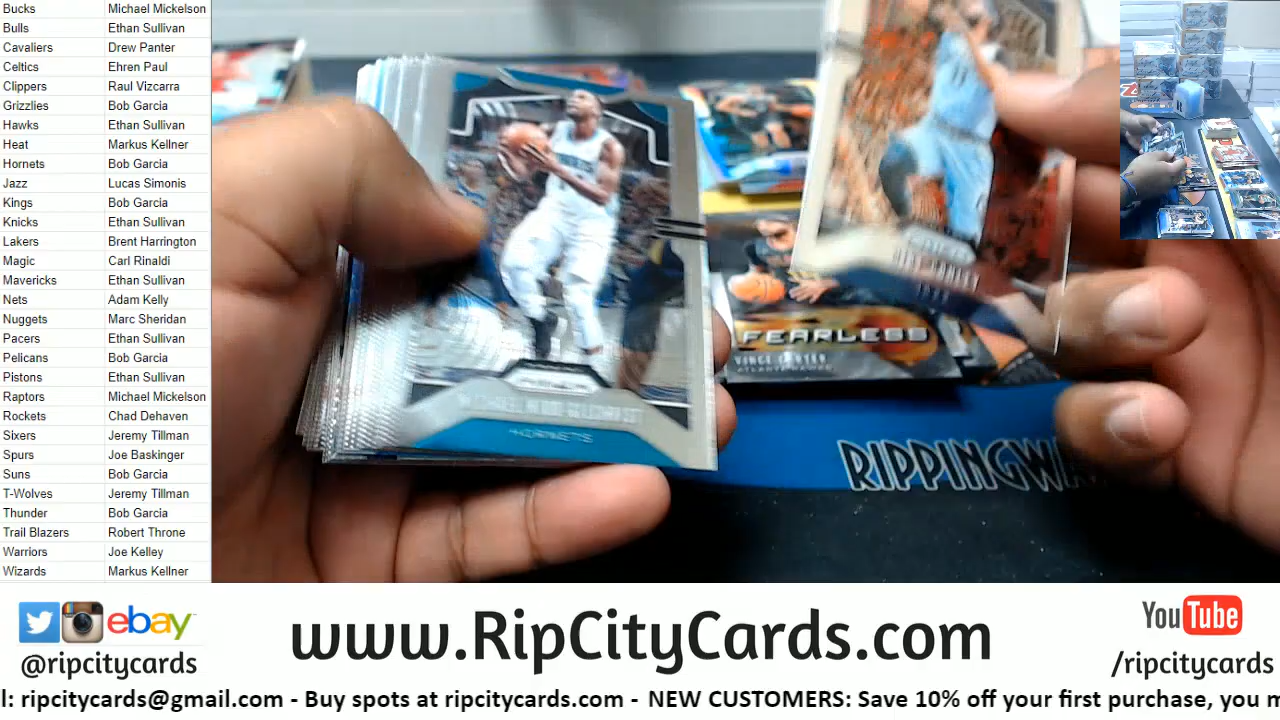 Bucks Michael Mickelson
Bulls Ethan Sullivan
Cavaliers Drew Panter
Celtics Ehren Paul
Clippers Raul Vizcarra
Grizzlies Bob Garcia
Hawks Ethan Sullivan
Heat Markus Kellner
Hornets Bob Garcia
Jazz Lucas Simonis
Kings Bob Garcia
Knicks Ethan Sullivan
Lakers Brent Harrington
Magic Carl Rinaldi
Mavericks Ethan Sullivan
Nets Adam Kelly
Nuggets Marc Sheridan
Pacers Ethan Sullivan
Pelicans Bob Garcia
Pistons Ethan Sullivan
Raptors Michael Mickelson
Rockets Chad Dehaven
Sixers Jeremy Tillman
Spurs Joe Baskinger
Suns Bob Garcia
T-Wolves Jeremy Tillman
Thunder Bob Garcia
Trail Blazers Robert Throne
Warriors Joe Kelley
Wizards Markus Kellner
HORNETS
FEARLESS
VINCE CARTER
ATLANTA HAWKS
RIPPINGW
ebay
@ripcitycards
www.RipCityCards.com
YouTube
/ripcitycards
l: ripcitycards@gmail.com - Buy spots at ripcitycards.com - NEW CUSTOMERS: Save 10% off your first purchase, you m